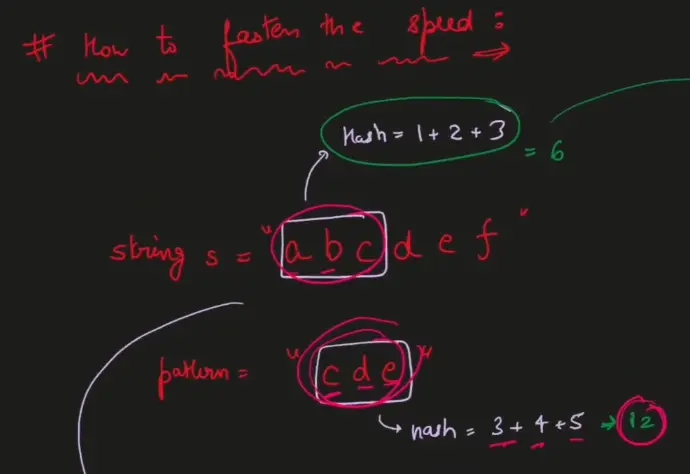 # How to fasten the speed :
Hash = 1 + 2 + 3
= 6
string s = "a b c d e f"
pattern = "c d e"
hash = 3 + 4 + 5 → 12